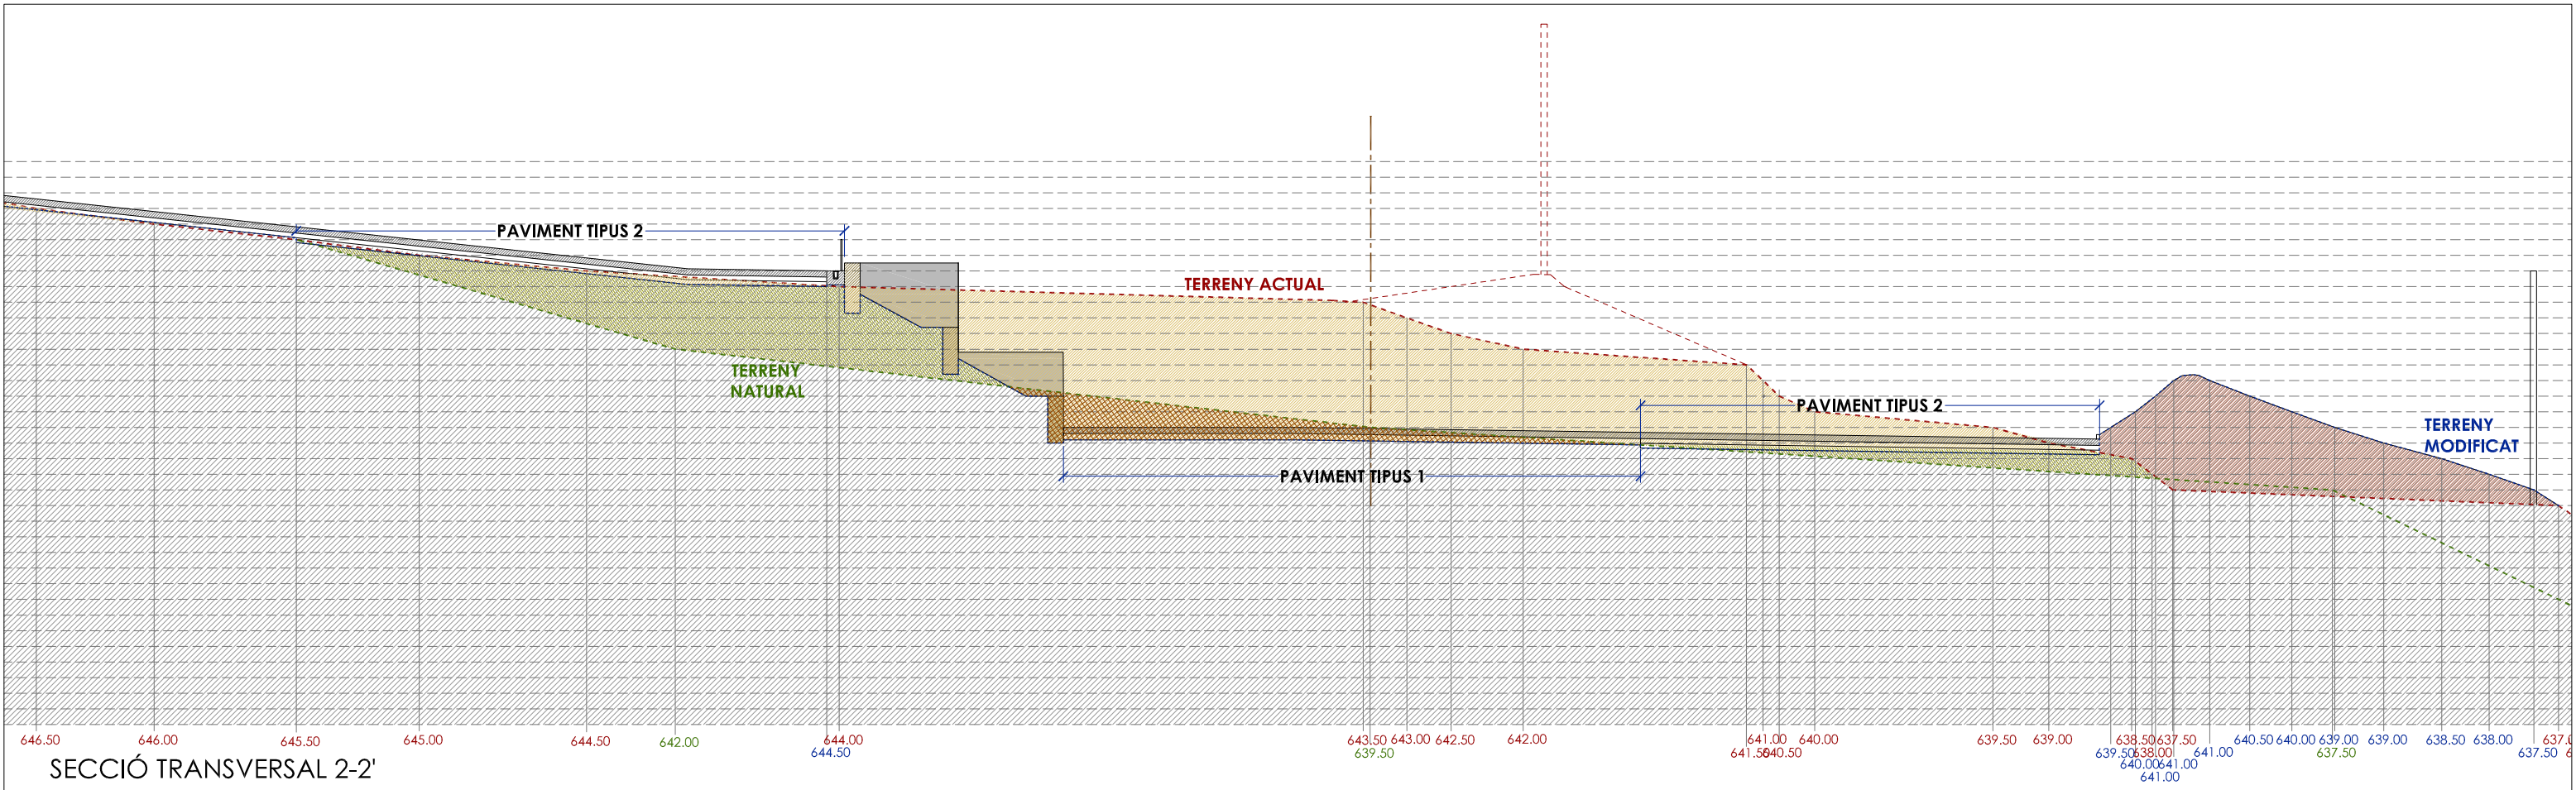 PAVIMENT TIPUS 2
TERRENY ACTUAL
TERRENY
NATURAL
PAVIMENT TIPUS 2
TERRENY
MODIFICAT
PAVIMENT TIPUS 1
646.50 646.00 645.50 645.00 644.50 642.00 644.00 643.50 643.00 642.50 642.00 641.00 640.00 639.50 639.00 638.50 637.50 640.50 640.00 639.00 639.00 638.50 638.00
644.50 639.50 641.50 640.50 639.50 638.00 641.00 637.50 637.50
640.00 641.00
641.00
SECCIÓ TRANSVERSAL 2-2'